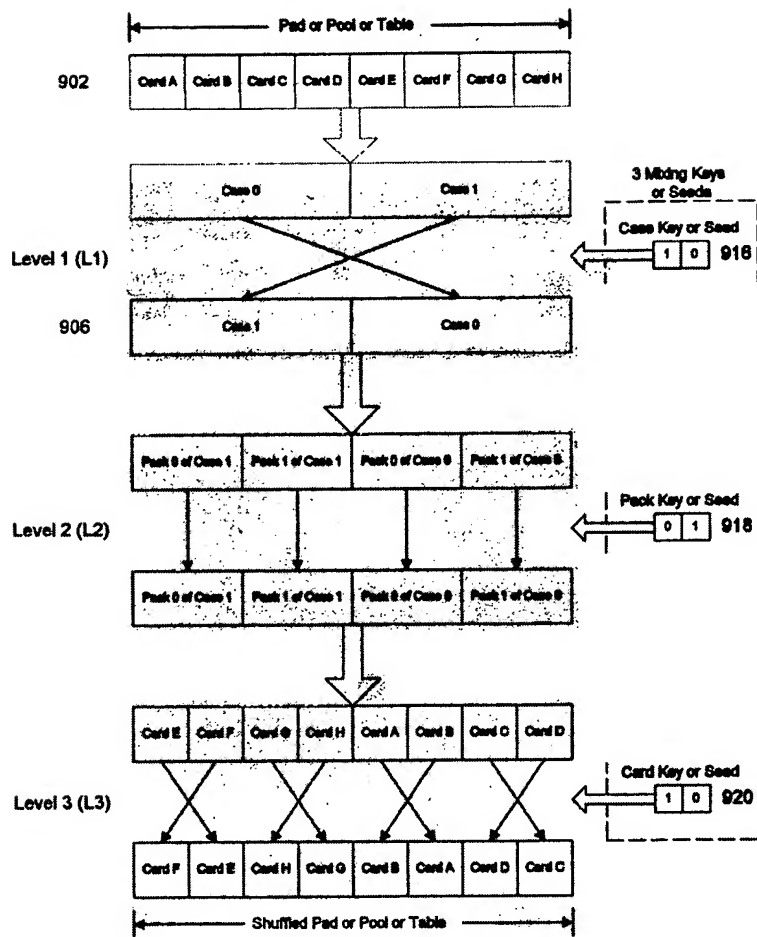 Pad or Pool or Table
902
Card A Card B Card C Card D Card E Card F Card G Card H
Case 0 Case 1
3 Mixing Keys
or Seeds
Case Key or Seed
1 0 916
Level 1 (L1)
906
Case 1 Case 0
Pack 0 of Case 1 Pack 1 of Case 1 Pack 0 of Case 0 Pack 1 of Case 0
Pack Key or Seed
0 1 918
Level 2 (L2)
Pack 0 of Case 1 Pack 1 of Case 1 Pack 0 of Case 0 Pack 1 of Case 0
Card E Card F Card G Card H Card A Card B Card C Card D
Card Key or Seed
1 0 920
Level 3 (L3)
Card F Card E Card H Card G Card B Card A Card D Card C
Shuffled Pad or Pool or Table